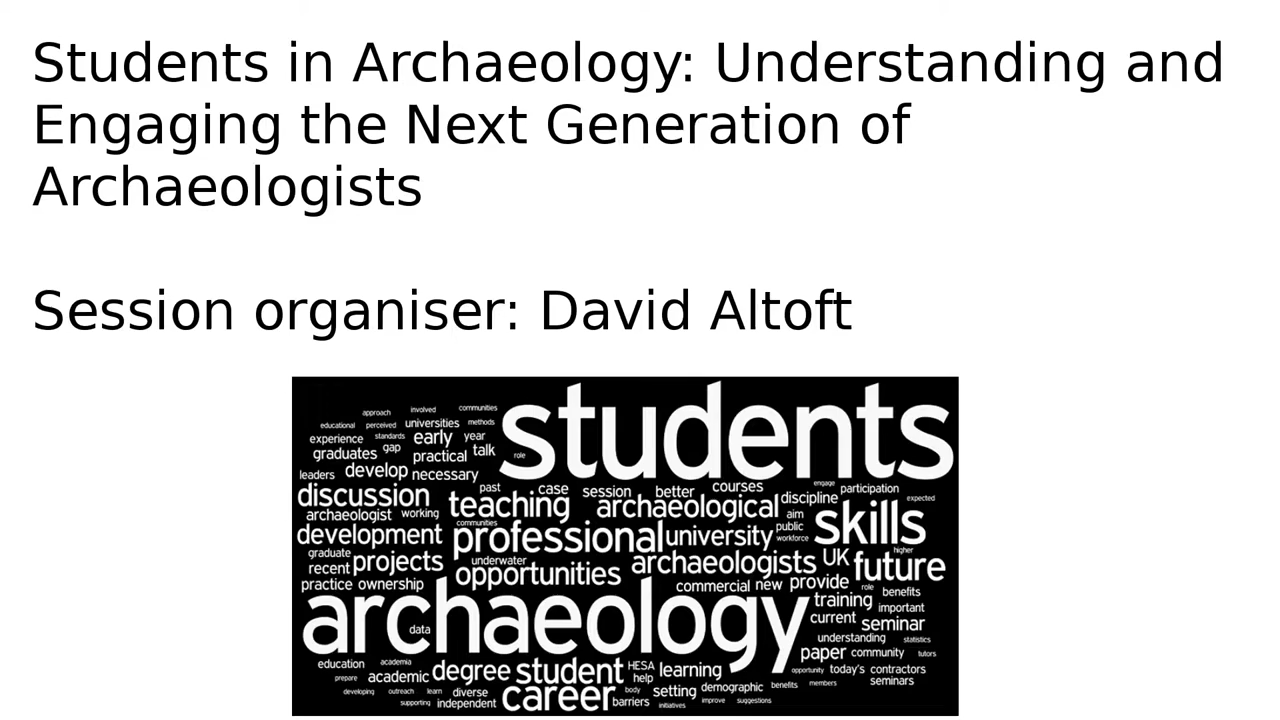 Students in Archaeology: Understanding and
Engaging the Next Generation of
Archaeologists
Session organiser: David Altoft
students
approach involved communities
educational perceived universities methods
experience standards early year
graduates gap practical talk role
leaders develop necessary
past case session better courses engage participation
discussion teaching archaeological discipline expected
archaeologist working aim skills
communities public
development professional university workforce
graduate higher
recent projects underwater archaeologists UK future
opportunities
practice ownership commercial new provide role benefits
archaeology training important
data current seminar
understanding statistics
paper community tutors
education academia HESA opportunity today's contractors
prepare academic degree student help learning seminars
developing outreach learn diverse body setting demographic benefits members
supporting independent career barriers initiatives improve suggestions